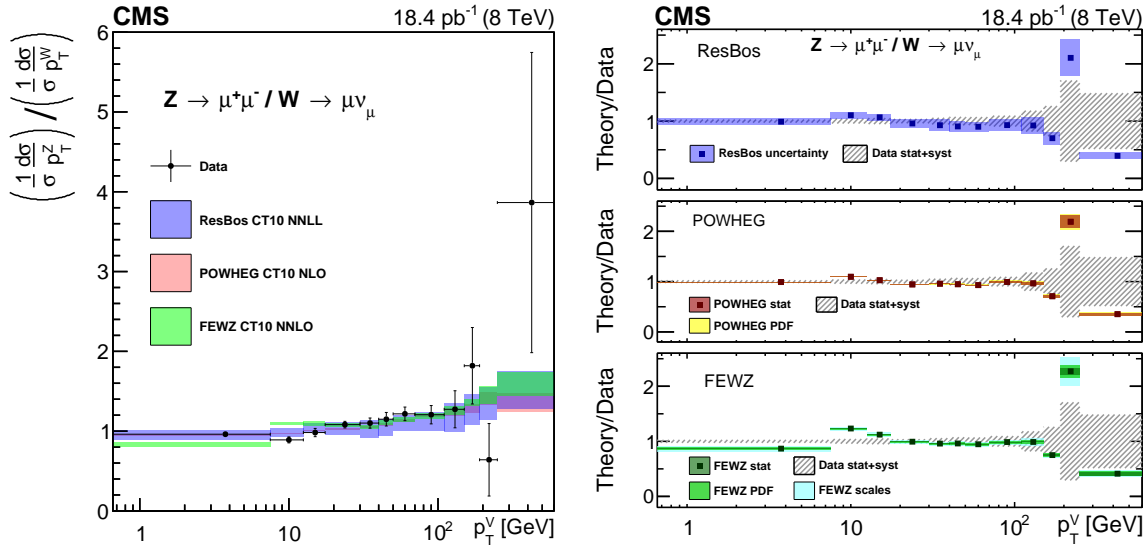 CMS 18.4 pb⁻¹ (8 TeV)
(1/σ dσ/p_T^Z) / (1/σ dσ/p_T^W)
6
5
4
3
2
1
0
Z → μ⁺μ⁻ / W → μν_μ
Data
ResBos CT10 NNLL
POWHEG CT10 NLO
FEWZ CT10 NNLO
1 10 10² p_T^V [GeV]
CMS 18.4 pb⁻¹ (8 TeV)
ResBos Z → μ⁺μ⁻ / W → μν_μ
Theory/Data
2
1
0
ResBos uncertainty Data stat+syst
POWHEG
Theory/Data
2
1
0
POWHEG stat Data stat+syst
POWHEG PDF
FEWZ
Theory/Data
2
1
0
FEWZ stat Data stat+syst
FEWZ PDF FEWZ scales
1 10 10² p_T^V [GeV]